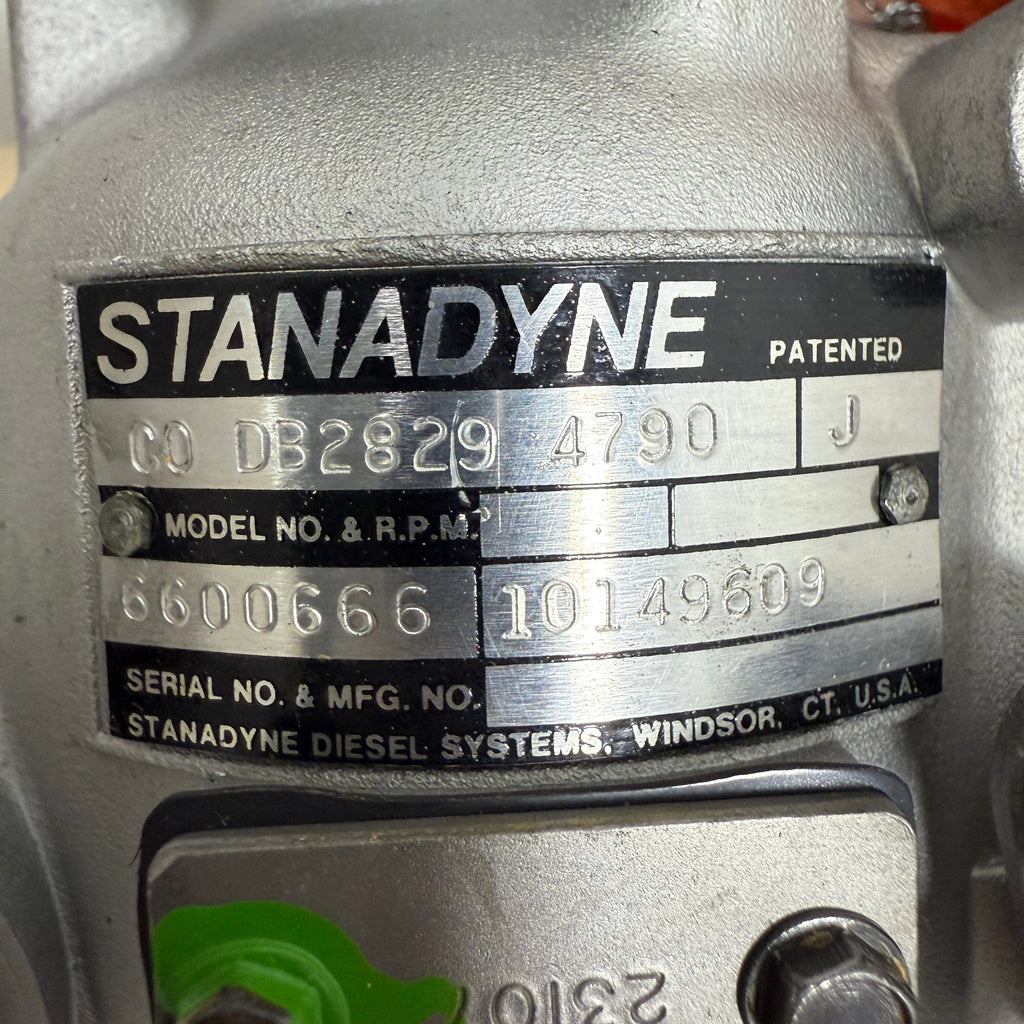 STANADYNE
PATENTED
CO DB2829 4790 J
MODEL NO. & R.P.M.
6600666 10149609
SERIAL NO. & MFG. NO.
STANADYNE DIESEL SYSTEMS, WINDSOR, CT. U.S.A.